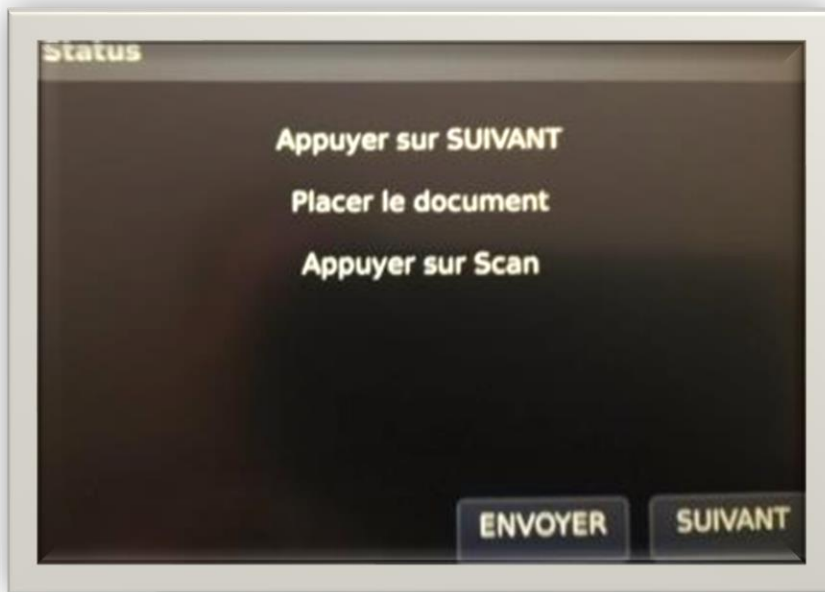 Status
Appuyer sur SUIVANT
Placer le document
Appuyer sur Scan
ENVOYER SUIVANT